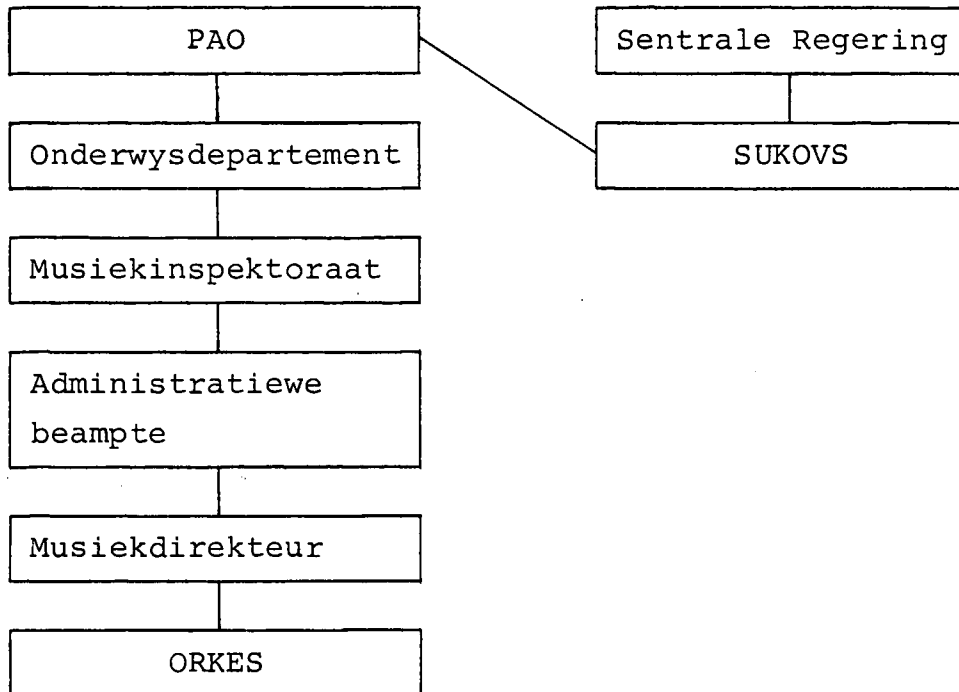 PAO
Sentrale Regering
Onderwysdepartement
SUKOVS
Musiekinspektoraat
Administratiewe
beampte
Musiekdirekteur
ORKES